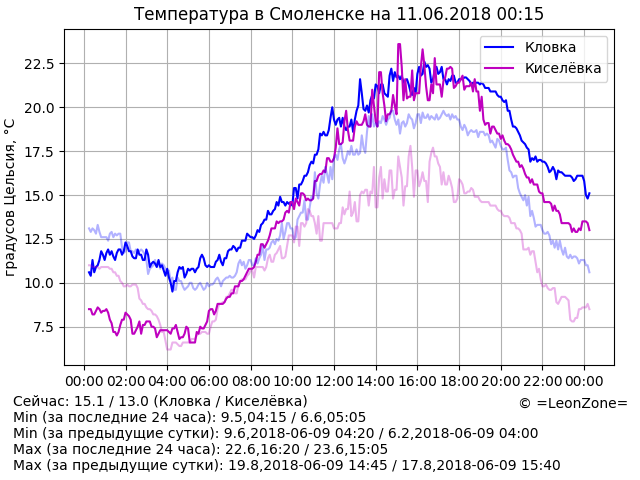 Температура в Смоленске на 11.06.2018 00:15
Кловка
Киселёвка
градусов Цельсия, °C
22.5
20.0
17.5
15.0
12.5
10.0
7.5
00:00 02:00 04:00 06:00 08:00 10:00 12:00 14:00 16:00 18:00 20:00 22:00 00:00
Сейчас: 15.1 / 13.0 (Кловка / Киселёвка)
© =LeonZone=
Min (за последние 24 часа): 9.5,04:15 / 6.6,05:05
Min (за предыдущие сутки): 9.6,2018-06-09 04:20 / 6.2,2018-06-09 04:00
Max (за последние 24 часа): 22.6,16:20 / 23.6,15:05
Max (за предыдущие сутки): 19.8,2018-06-09 14:45 / 17.8,2018-06-09 15:40